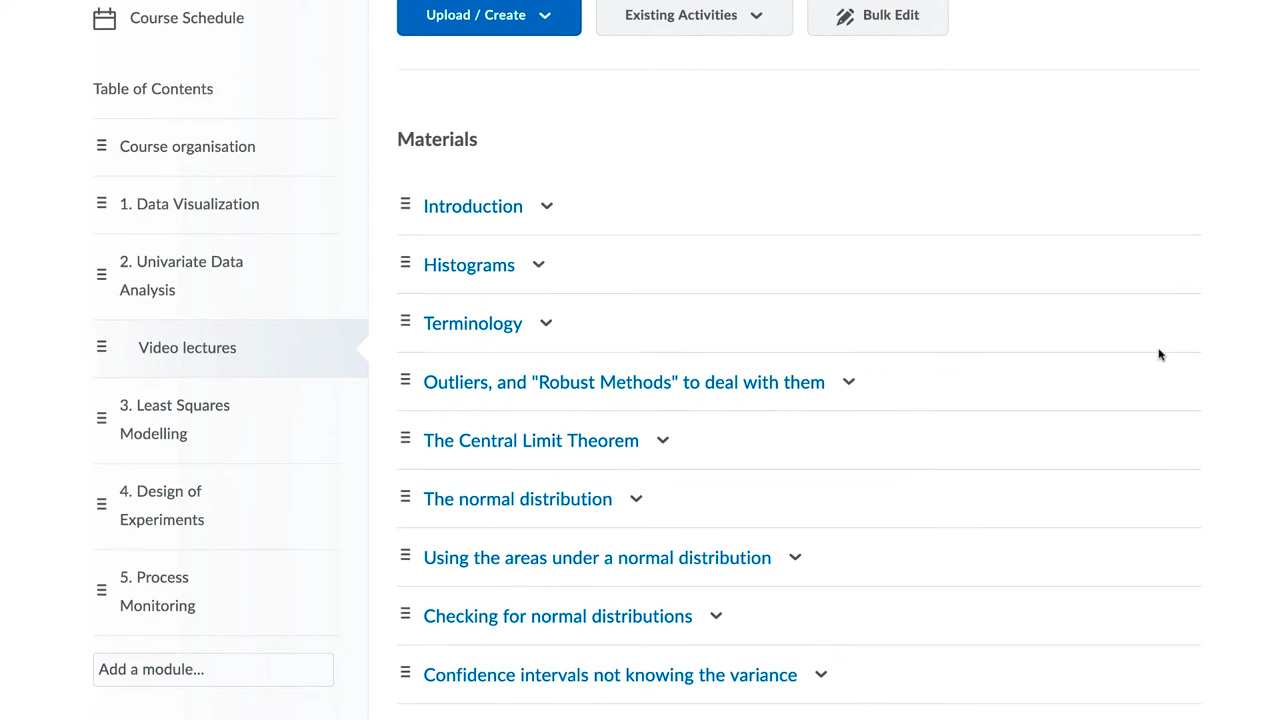 Course Schedule
Upload / Create
Existing Activities
Bulk Edit
Table of Contents
Course organisation
1. Data Visualization
2. Univariate Data
Analysis
Video lectures
3. Least Squares
Modelling
4. Design of
Experiments
5. Process
Monitoring
Add a module...
Materials
Introduction
Histograms
Terminology
Outliers, and "Robust Methods" to deal with them
The Central Limit Theorem
The normal distribution
Using the areas under a normal distribution
Checking for normal distributions
Confidence intervals not knowing the variance